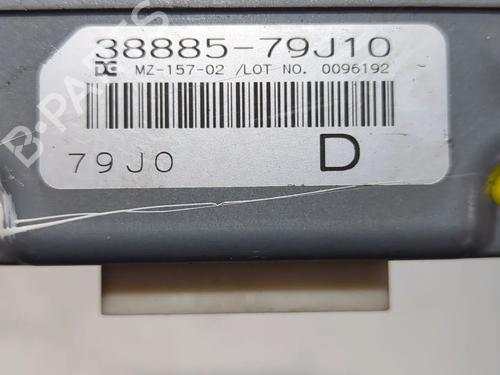 38885-79J10
MZ-157-02 /LOT NO. 0096192
79J0
D
B-PARTS